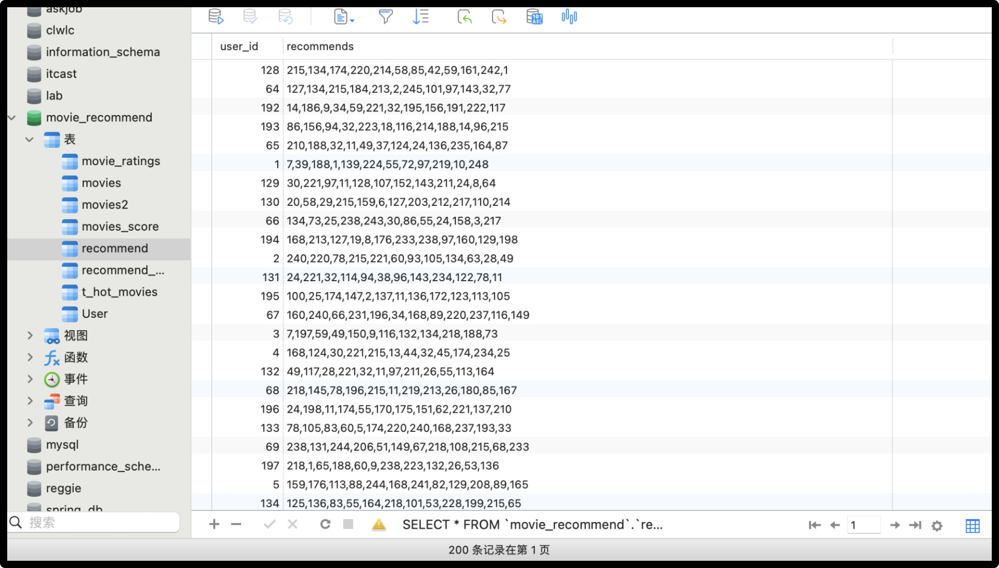 askjob
clwlc
information_schema
itcast
lab
movie_recommend
表
movie_ratings
movies
movies2
movies_score
recommend
recommend_...
t_hot_movies
User
视图
函数
事件
查询
备份
mysql
performance_sche...
reggie
spring_db
搜索
user_id recommends
128 215,134,174,220,214,58,85,42,59,161,242,1
64 127,134,215,184,213,2,245,101,97,143,32,77
192 14,186,9,34,59,221,32,195,156,191,222,117
193 86,156,94,32,223,18,116,214,188,14,96,215
65 210,188,32,11,49,37,124,24,136,235,164,87
1 7,39,188,1,139,224,55,72,97,219,10,248
129 30,221,97,11,128,107,152,143,211,24,8,64
130 20,58,29,215,159,6,127,203,212,217,110,214
66 134,73,25,238,243,30,86,55,24,158,3,217
194 168,213,127,19,8,176,233,238,97,160,129,198
2 240,220,78,215,221,60,93,105,134,63,28,49
131 24,221,32,114,94,38,96,143,234,122,78,11
195 100,25,174,147,2,137,11,136,172,123,113,105
67 160,240,66,231,196,34,168,89,220,237,116,149
3 7,197,59,49,150,9,116,132,134,218,188,73
4 168,124,30,221,215,13,44,32,45,174,234,25
132 49,117,28,221,32,11,97,211,26,55,113,164
68 218,145,78,196,215,11,219,213,26,180,85,167
196 24,198,11,174,55,170,175,151,62,221,137,210
133 78,105,83,60,5,174,220,240,168,237,193,33
69 238,131,244,206,51,149,67,218,108,215,68,233
197 218,1,65,188,60,9,238,223,132,26,53,136
5 159,176,113,88,244,168,241,82,129,208,89,165
134 125,136,83,55,164,218,101,53,228,199,215,65
SELECT * FROM `movie_recommend`.`re...
1
200 条记录在第 1 页